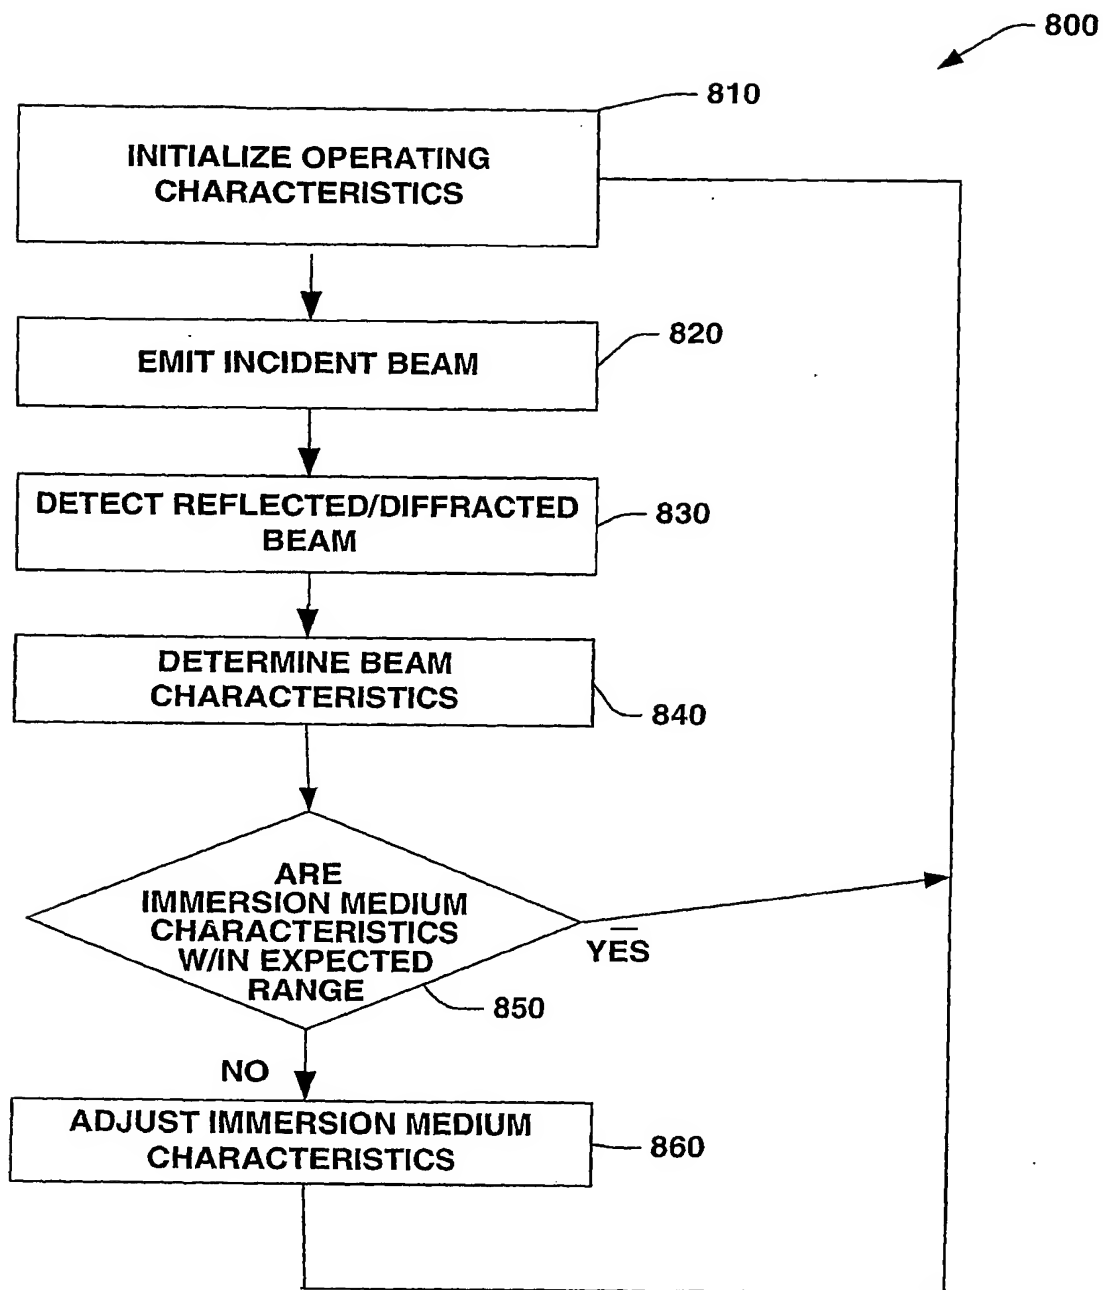 800
810
INITIALIZE OPERATING
CHARACTERISTICS
820
EMIT INCIDENT BEAM
DETECT REFLECTED/DIFFRACTED
BEAM
830
DETERMINE BEAM
CHARACTERISTICS
840
ARE
IMMERSION MEDIUM
CHARACTERISTICS
W/IN EXPECTED
RANGE
YES
850
NO
ADJUST IMMERSION MEDIUM
CHARACTERISTICS
860